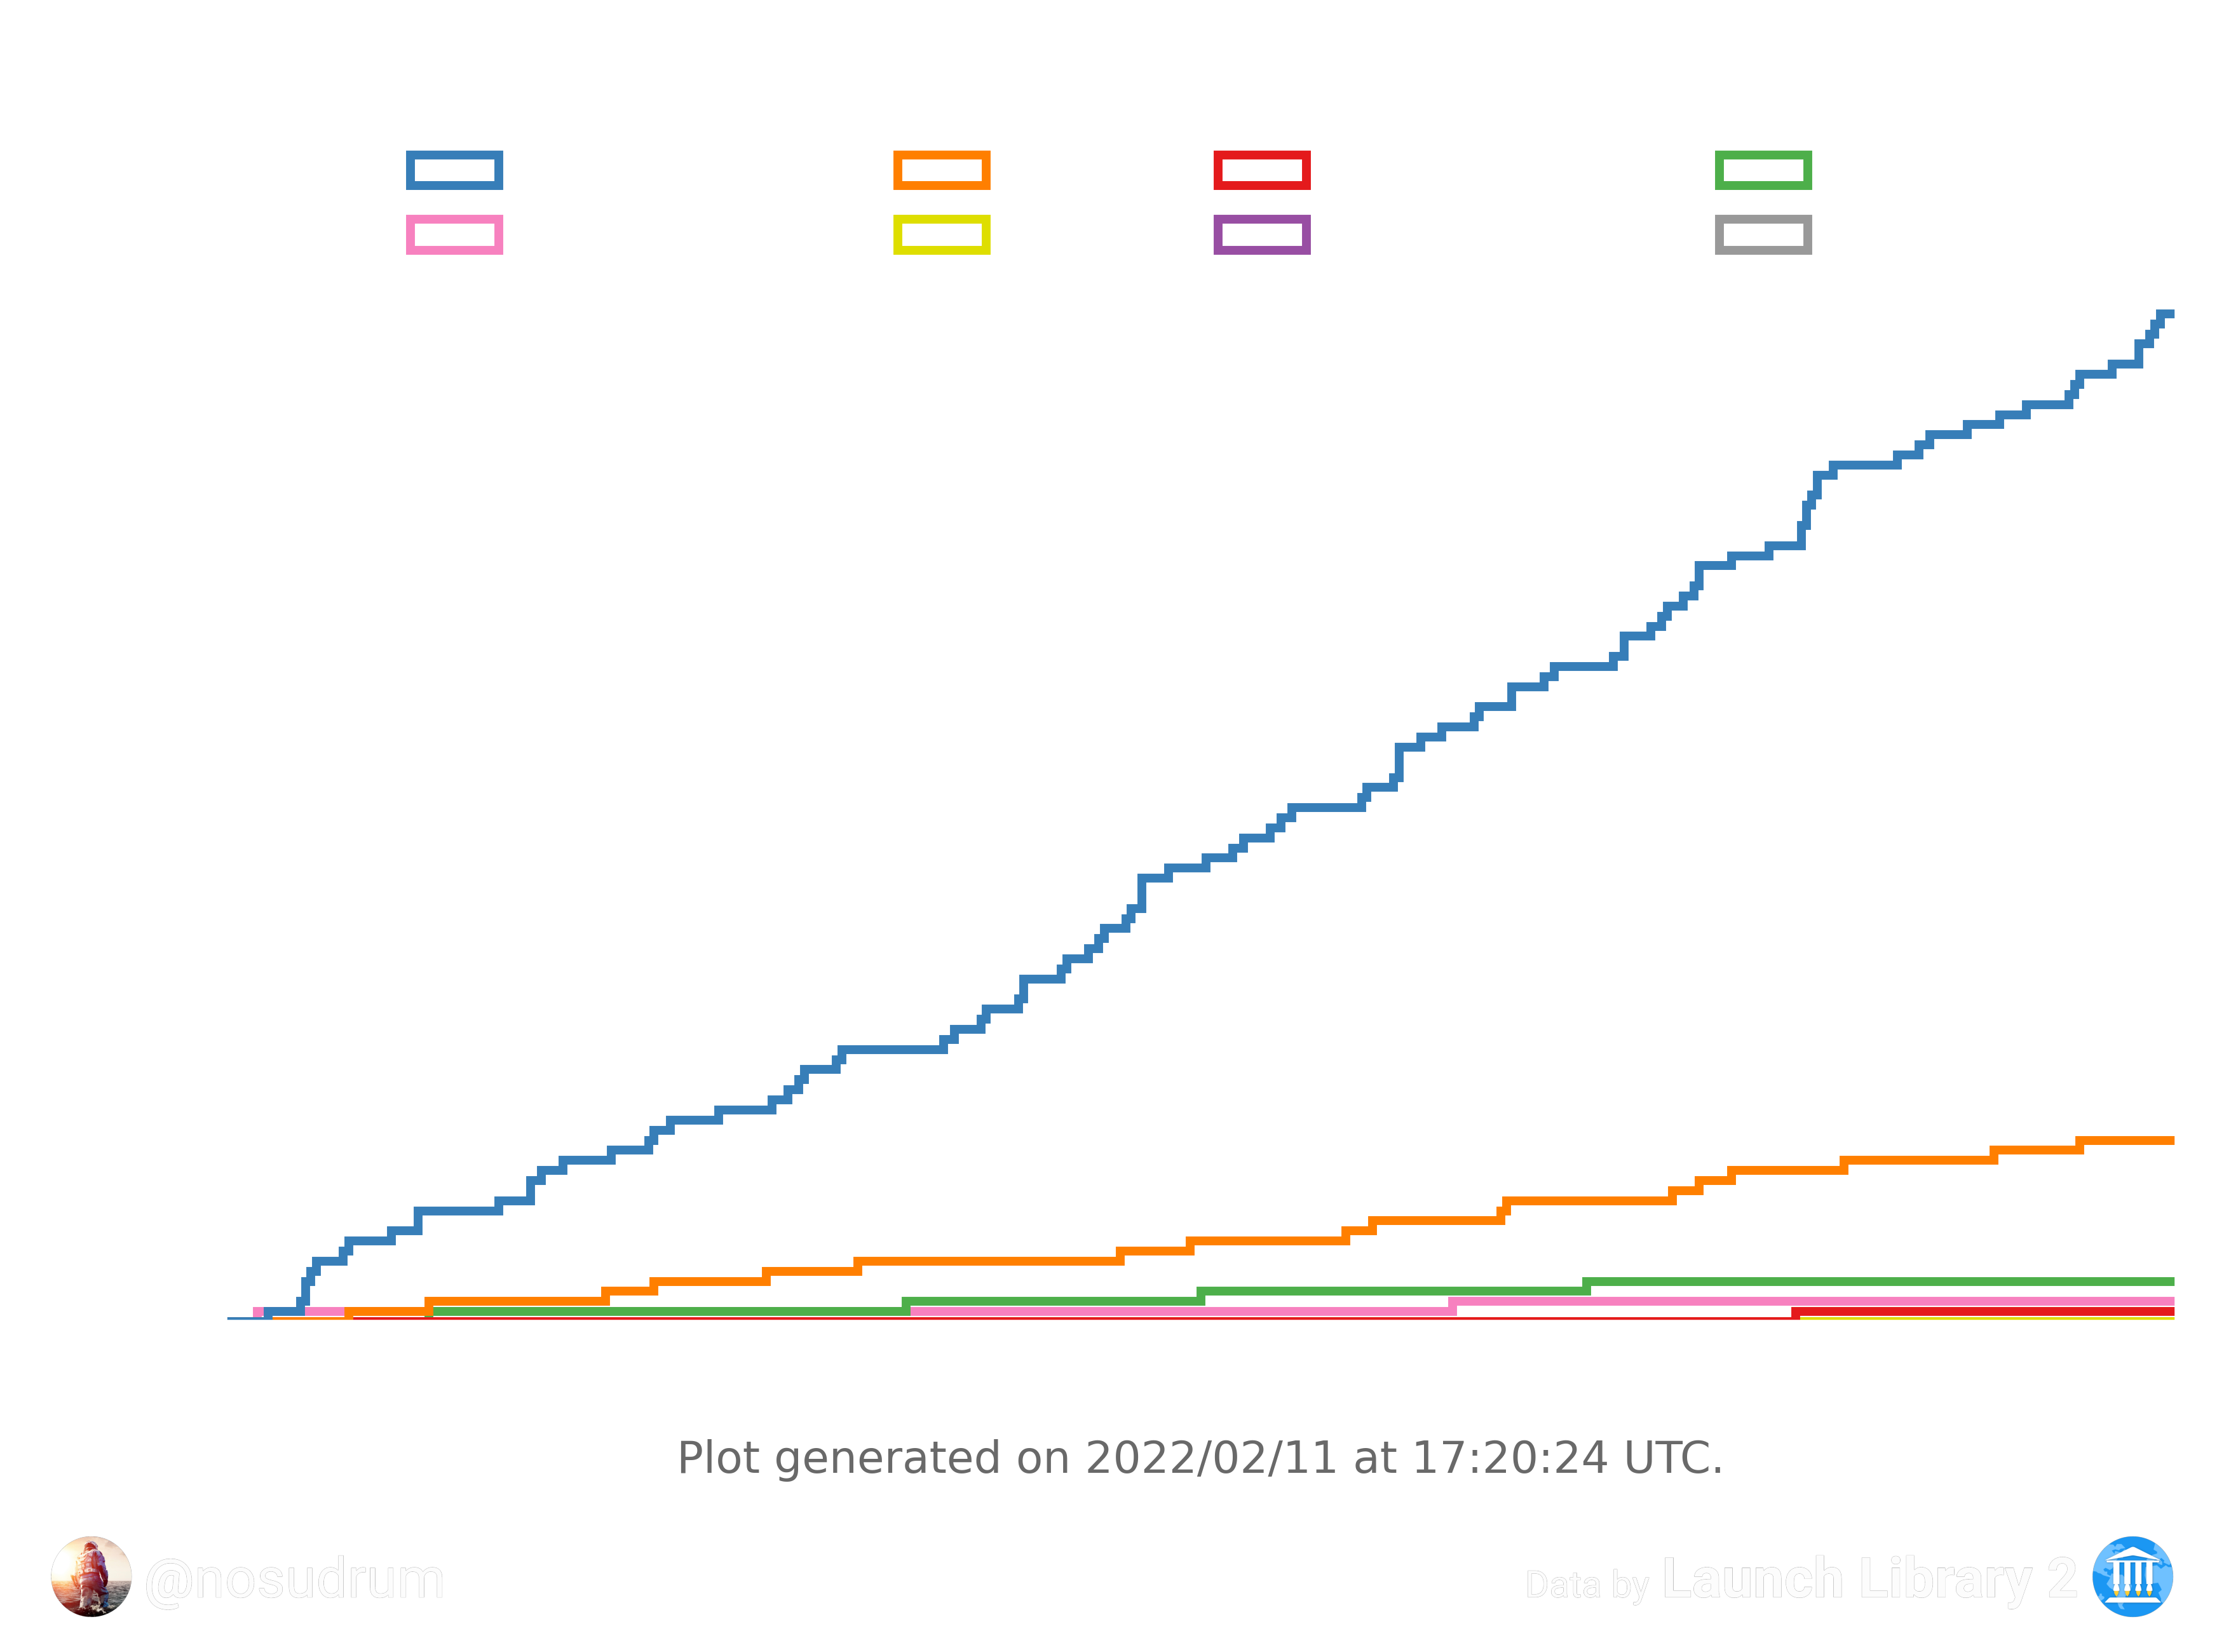 Plot generated on 2022/02/11 at 17:20:24 UTC.
@nosudrum
Data by Launch Library 2